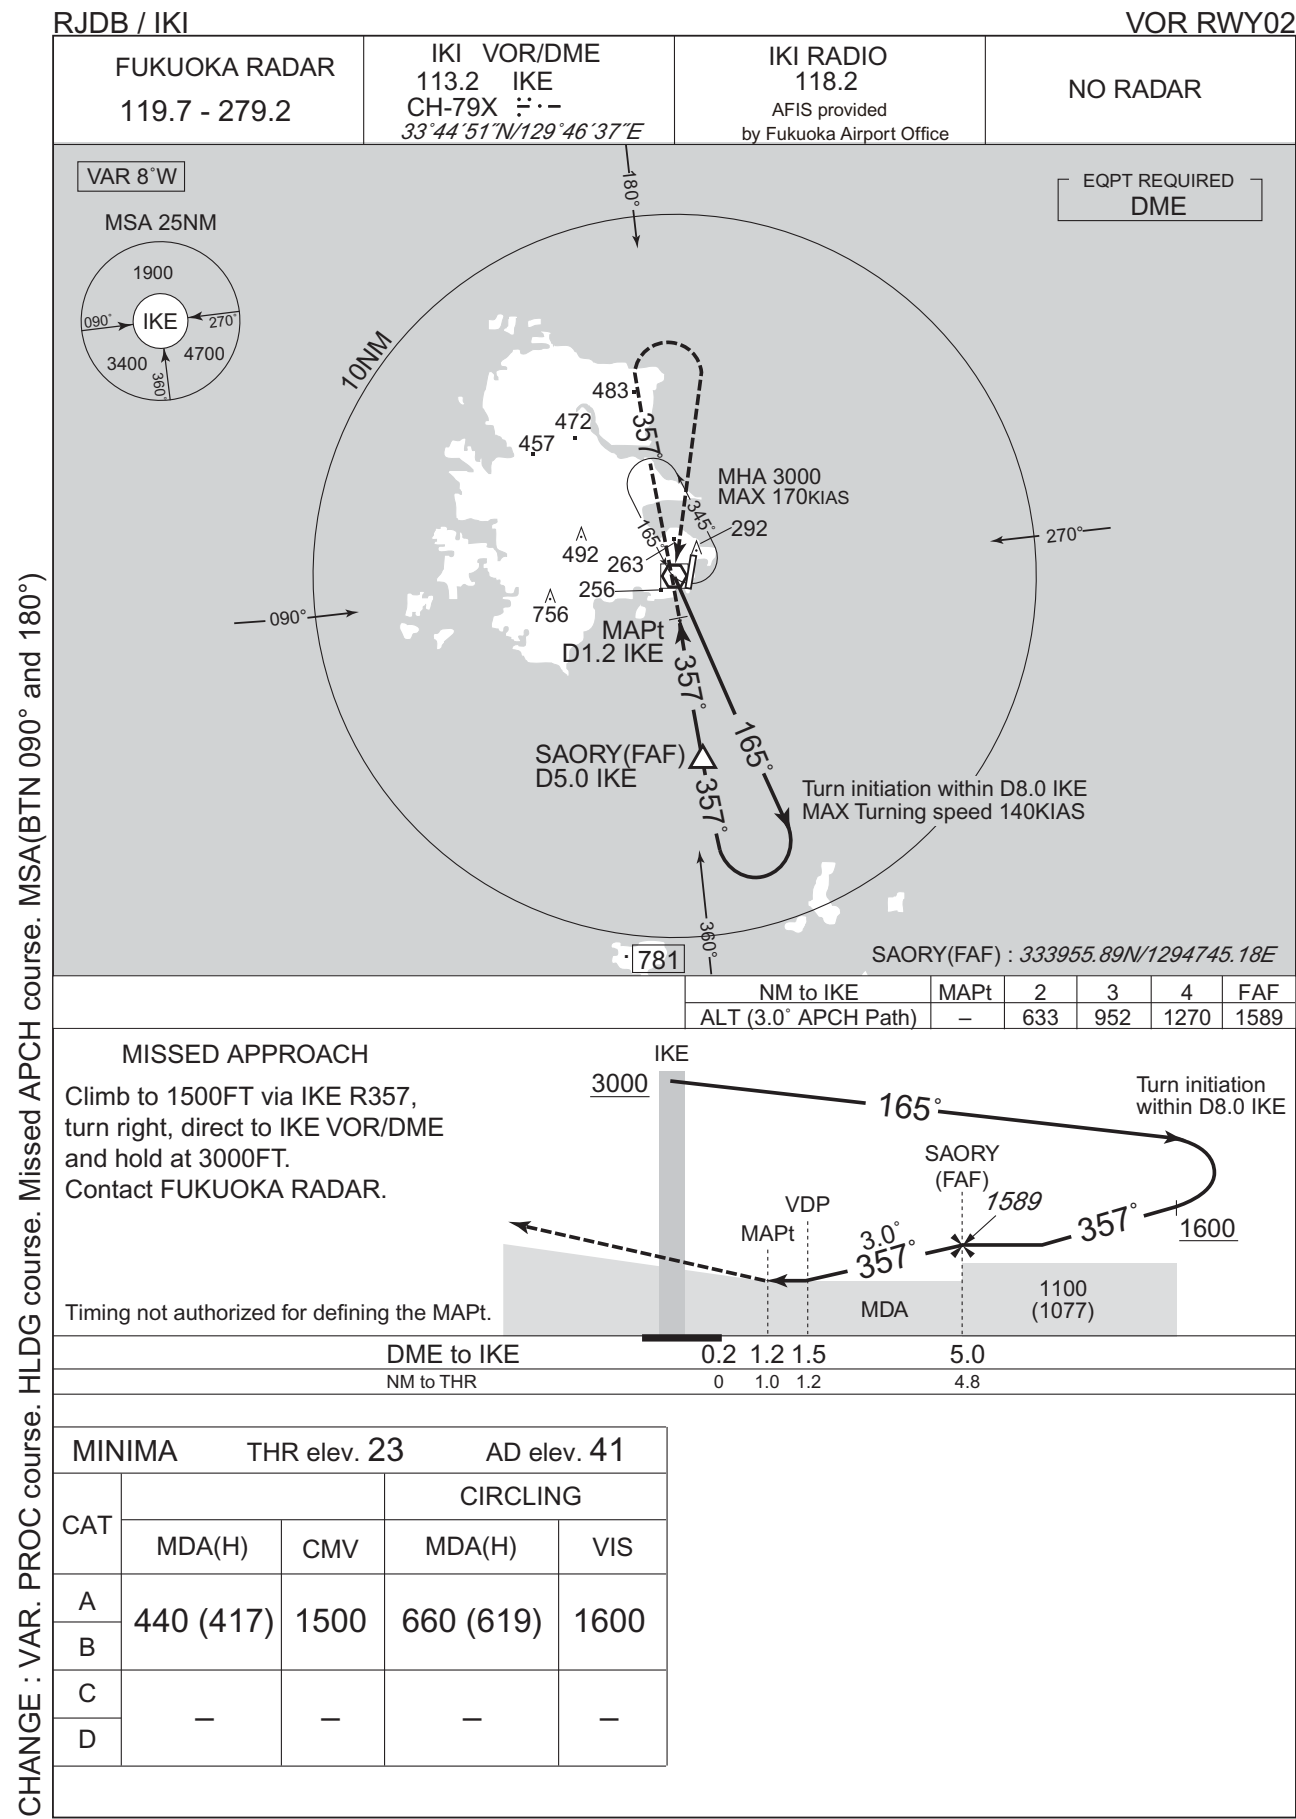 RJDB / IKI
VOR RWY02
FUKUOKA RADAR
119.7 - 279.2
IKI VOR/DME
113.2 IKE
CH-79X
33°44´51˝N/129°46´37˝E
IKI RADIO
118.2
AFIS provided
by Fukuoka Airport Office
NO RADAR
VAR 8°W
MSA 25NM
1900
090°
IKE
270°
3400
4700
360°
180°
EQPT REQUIRED
DME
10NM
483
357°
472
457
MHA 3000
MAX 170KIAS
345°
165°
292
492
263
256
756
270°
090°
MAPt
D1.2 IKE
357°
165°
SAORY(FAF)
D5.0 IKE
357°
Turn initiation within D8.0 IKE
MAX Turning speed 140KIAS
360°
781
SAORY(FAF) : 333955.89N/1294745.18E
NM to IKE MAPt 2 3 4 FAF
ALT (3.0° APCH Path) – 633 952 1270 1589
MISSED APPROACH
Climb to 1500FT via IKE R357,
turn right, direct to IKE VOR/DME
and hold at 3000FT.
Contact FUKUOKA RADAR.
Timing not authorized for defining the MAPt.
IKE
3000
165°
Turn initiation
within D8.0 IKE
SAORY
(FAF)
1589
VDP
MAPt
3.0°
357°
357°
1600
MDA
1100
(1077)
DME to IKE 0.2 1.2 1.5 5.0
NM to THR 0 1.0 1.2 4.8
MINIMA THR elev. 23 AD elev. 41
CAT
CIRCLING
MDA(H) CMV MDA(H) VIS
A
B
440 (417) 1500 660 (619) 1600
C
D
– – – –
CHANGE : VAR. PROC course. HLDG course. Missed APCH course. MSA(BTN 090° and 180°)